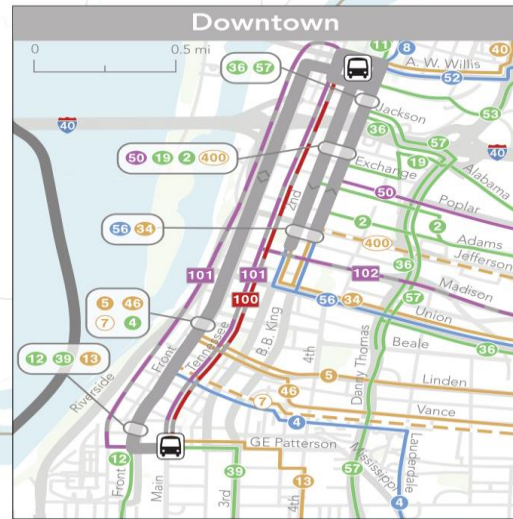 Downtown
0
0.5 mi
11
8
40
A. W. Willis
52
36 57
Jackson
53
40
36
57
40
50 19 2 400
Exchange
19
Alabama
50
Poplar
2nd
2
2
Adams
56 34
400
Jefferson
36
101
101
102
Madison
100
57
5 46
7 4
56 34
Union
Front
Tennessee
B.B. King
4th
Beale
36
12 39 13
Danny Thomas
5
Linden
Riverside
46
7
Vance
4
GE Patterson
Lauderdale
Mississippi
12
Front
Main
39
3rd
4th
13
57
4